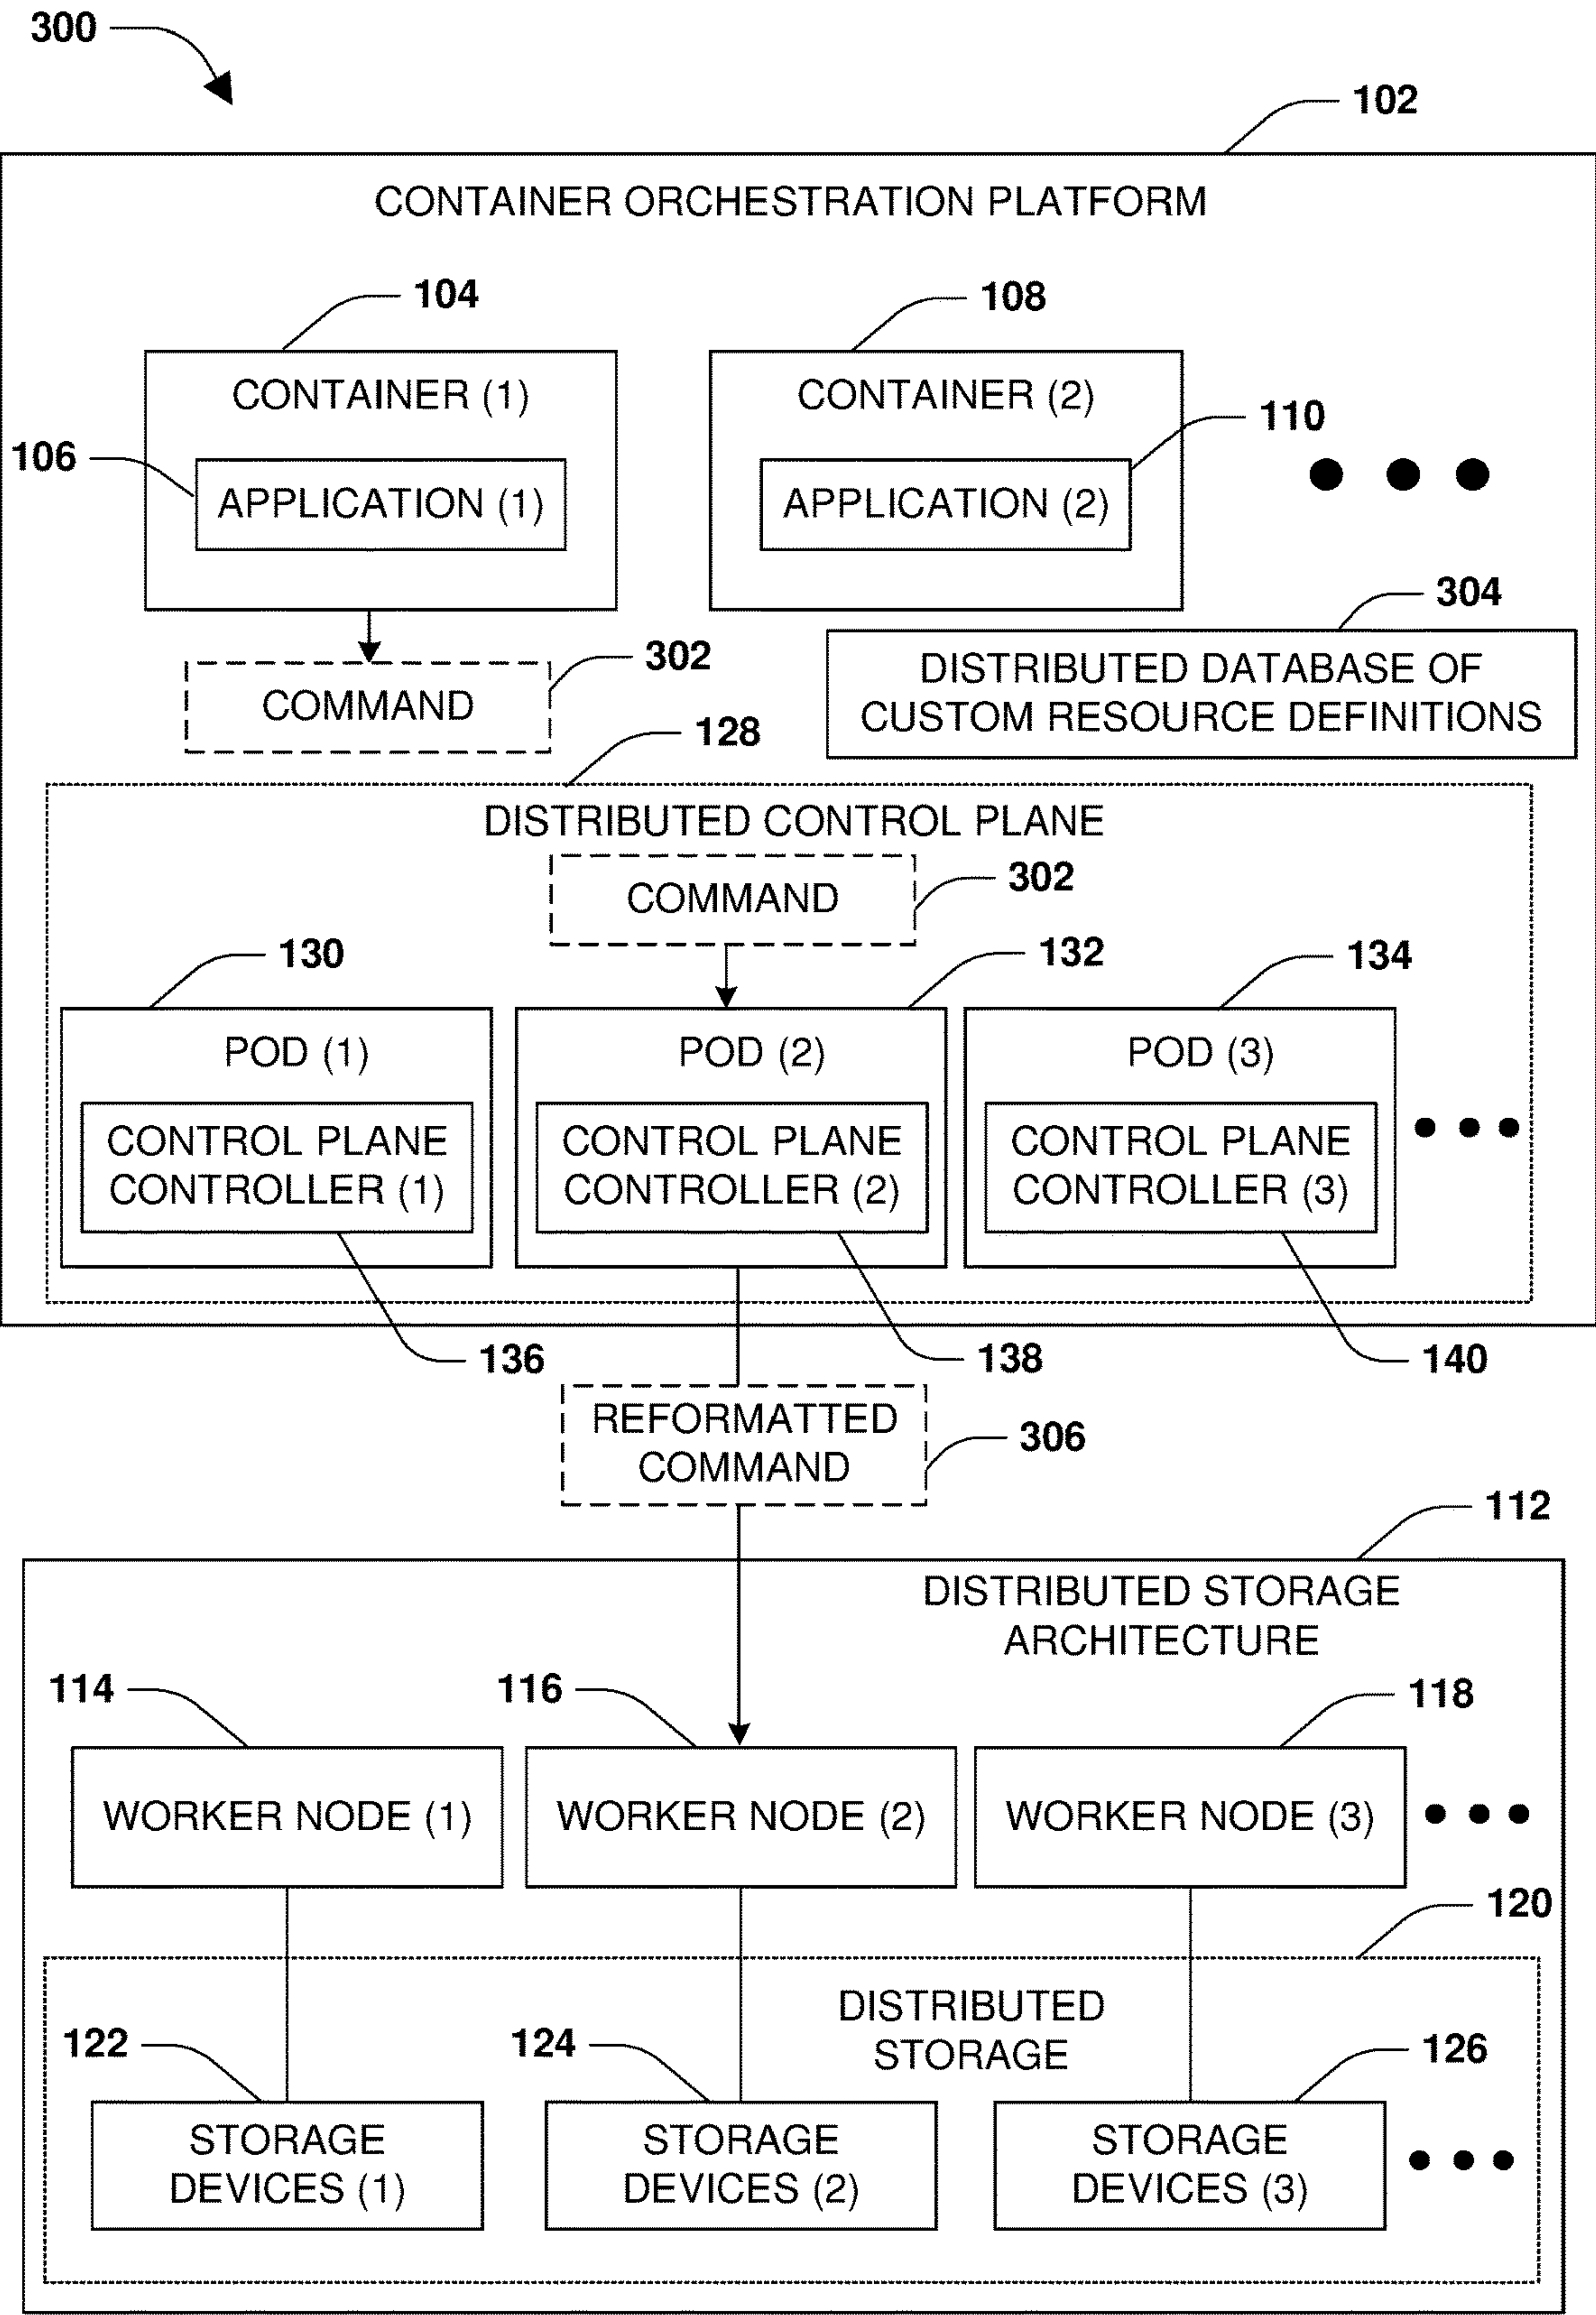 300
102
CONTAINER ORCHESTRATION PLATFORM
104
108
CONTAINER (1)
CONTAINER (2)
110
106
APPLICATION (1)
APPLICATION (2)
304
302
COMMAND
DISTRIBUTED DATABASE OF
CUSTOM RESOURCE DEFINITIONS
128
DISTRIBUTED CONTROL PLANE
COMMAND
302
130
132
134
POD (1)
POD (2)
POD (3)
CONTROL PLANE
CONTROLLER (1)
CONTROL PLANE
CONTROLLER (2)
CONTROL PLANE
CONTROLLER (3)
136
138
140
REFORMATTED
COMMAND
306
112
DISTRIBUTED STORAGE
ARCHITECTURE
114
116
118
WORKER NODE (1)
WORKER NODE (2)
WORKER NODE (3)
120
DISTRIBUTED
STORAGE
122
124
126
STORAGE
DEVICES (1)
STORAGE
DEVICES (2)
STORAGE
DEVICES (3)